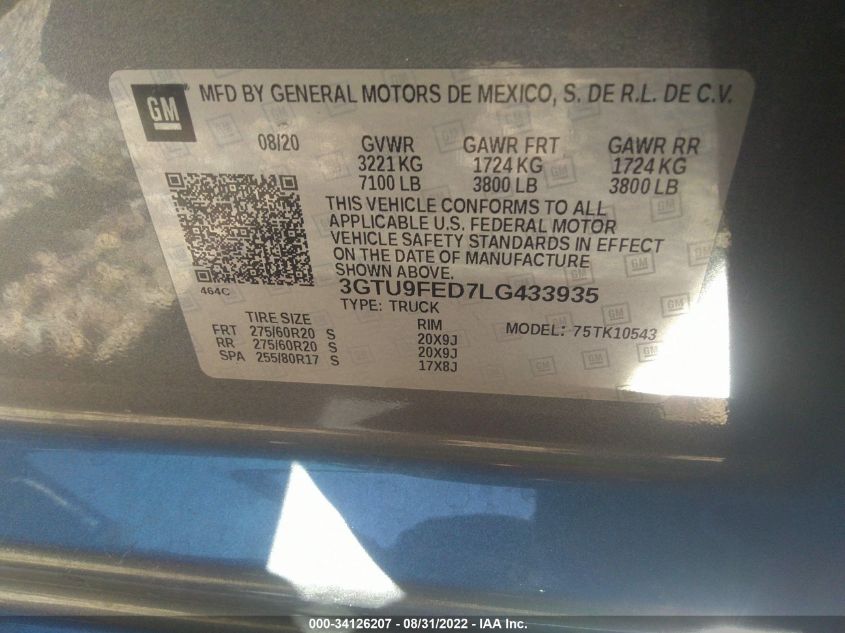 GM MFD BY GENERAL MOTORS DE MEXICO, S. DE R.L. DE C.V.
08/20 GVWR GAWR FRT GAWR RR
3221 KG 1724 KG 1724 KG
7100 LB 3800 LB 3800 LB
THIS VEHICLE CONFORMS TO ALL
APPLICABLE U.S. FEDERAL MOTOR
VEHICLE SAFETY STANDARDS IN EFFECT
ON THE DATE OF MANUFACTURE
SHOWN ABOVE.
464C 3GTU9FED7LG433935
TYPE: TRUCK
TIRE SIZE RIM MODEL: 75TK10543
FRT 275/60R20 S 20X9J
RR 275/60R20 S 20X9J
SPA 255/80R17 S 17X8J
000-34126207 - 08/31/2022 - IAA Inc.